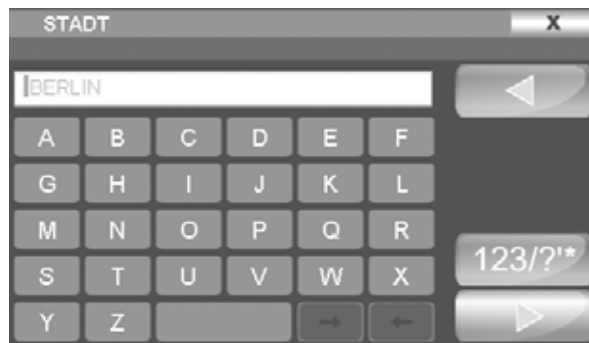 STADT X
BERLIN
A B C D E F
G H I J K L
M N O P Q R
123/?'*
S T U V W X
Y Z → ←